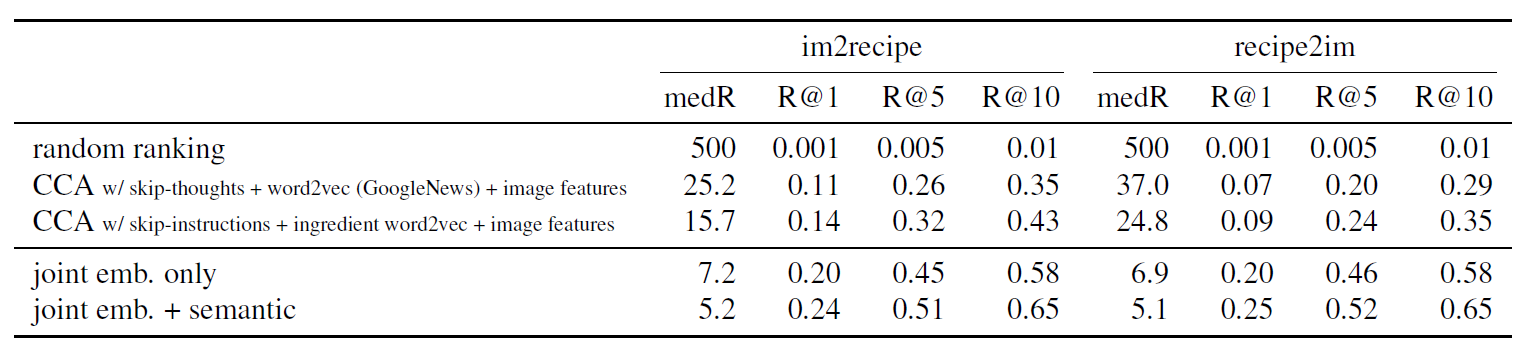 im2recipe recipe2im
medR R@1 R@5 R@10 medR R@1 R@5 R@10
random ranking 500 0.001 0.005 0.01 500 0.001 0.005 0.01
CCA w/ skip-thoughts + word2vec (GoogleNews) + image features 25.2 0.11 0.26 0.35 37.0 0.07 0.20 0.29
CCA w/ skip-instructions + ingredient word2vec + image features 15.7 0.14 0.32 0.43 24.8 0.09 0.24 0.35
joint emb. only 7.2 0.20 0.45 0.58 6.9 0.20 0.46 0.58
joint emb. + semantic 5.2 0.24 0.51 0.65 5.1 0.25 0.52 0.65